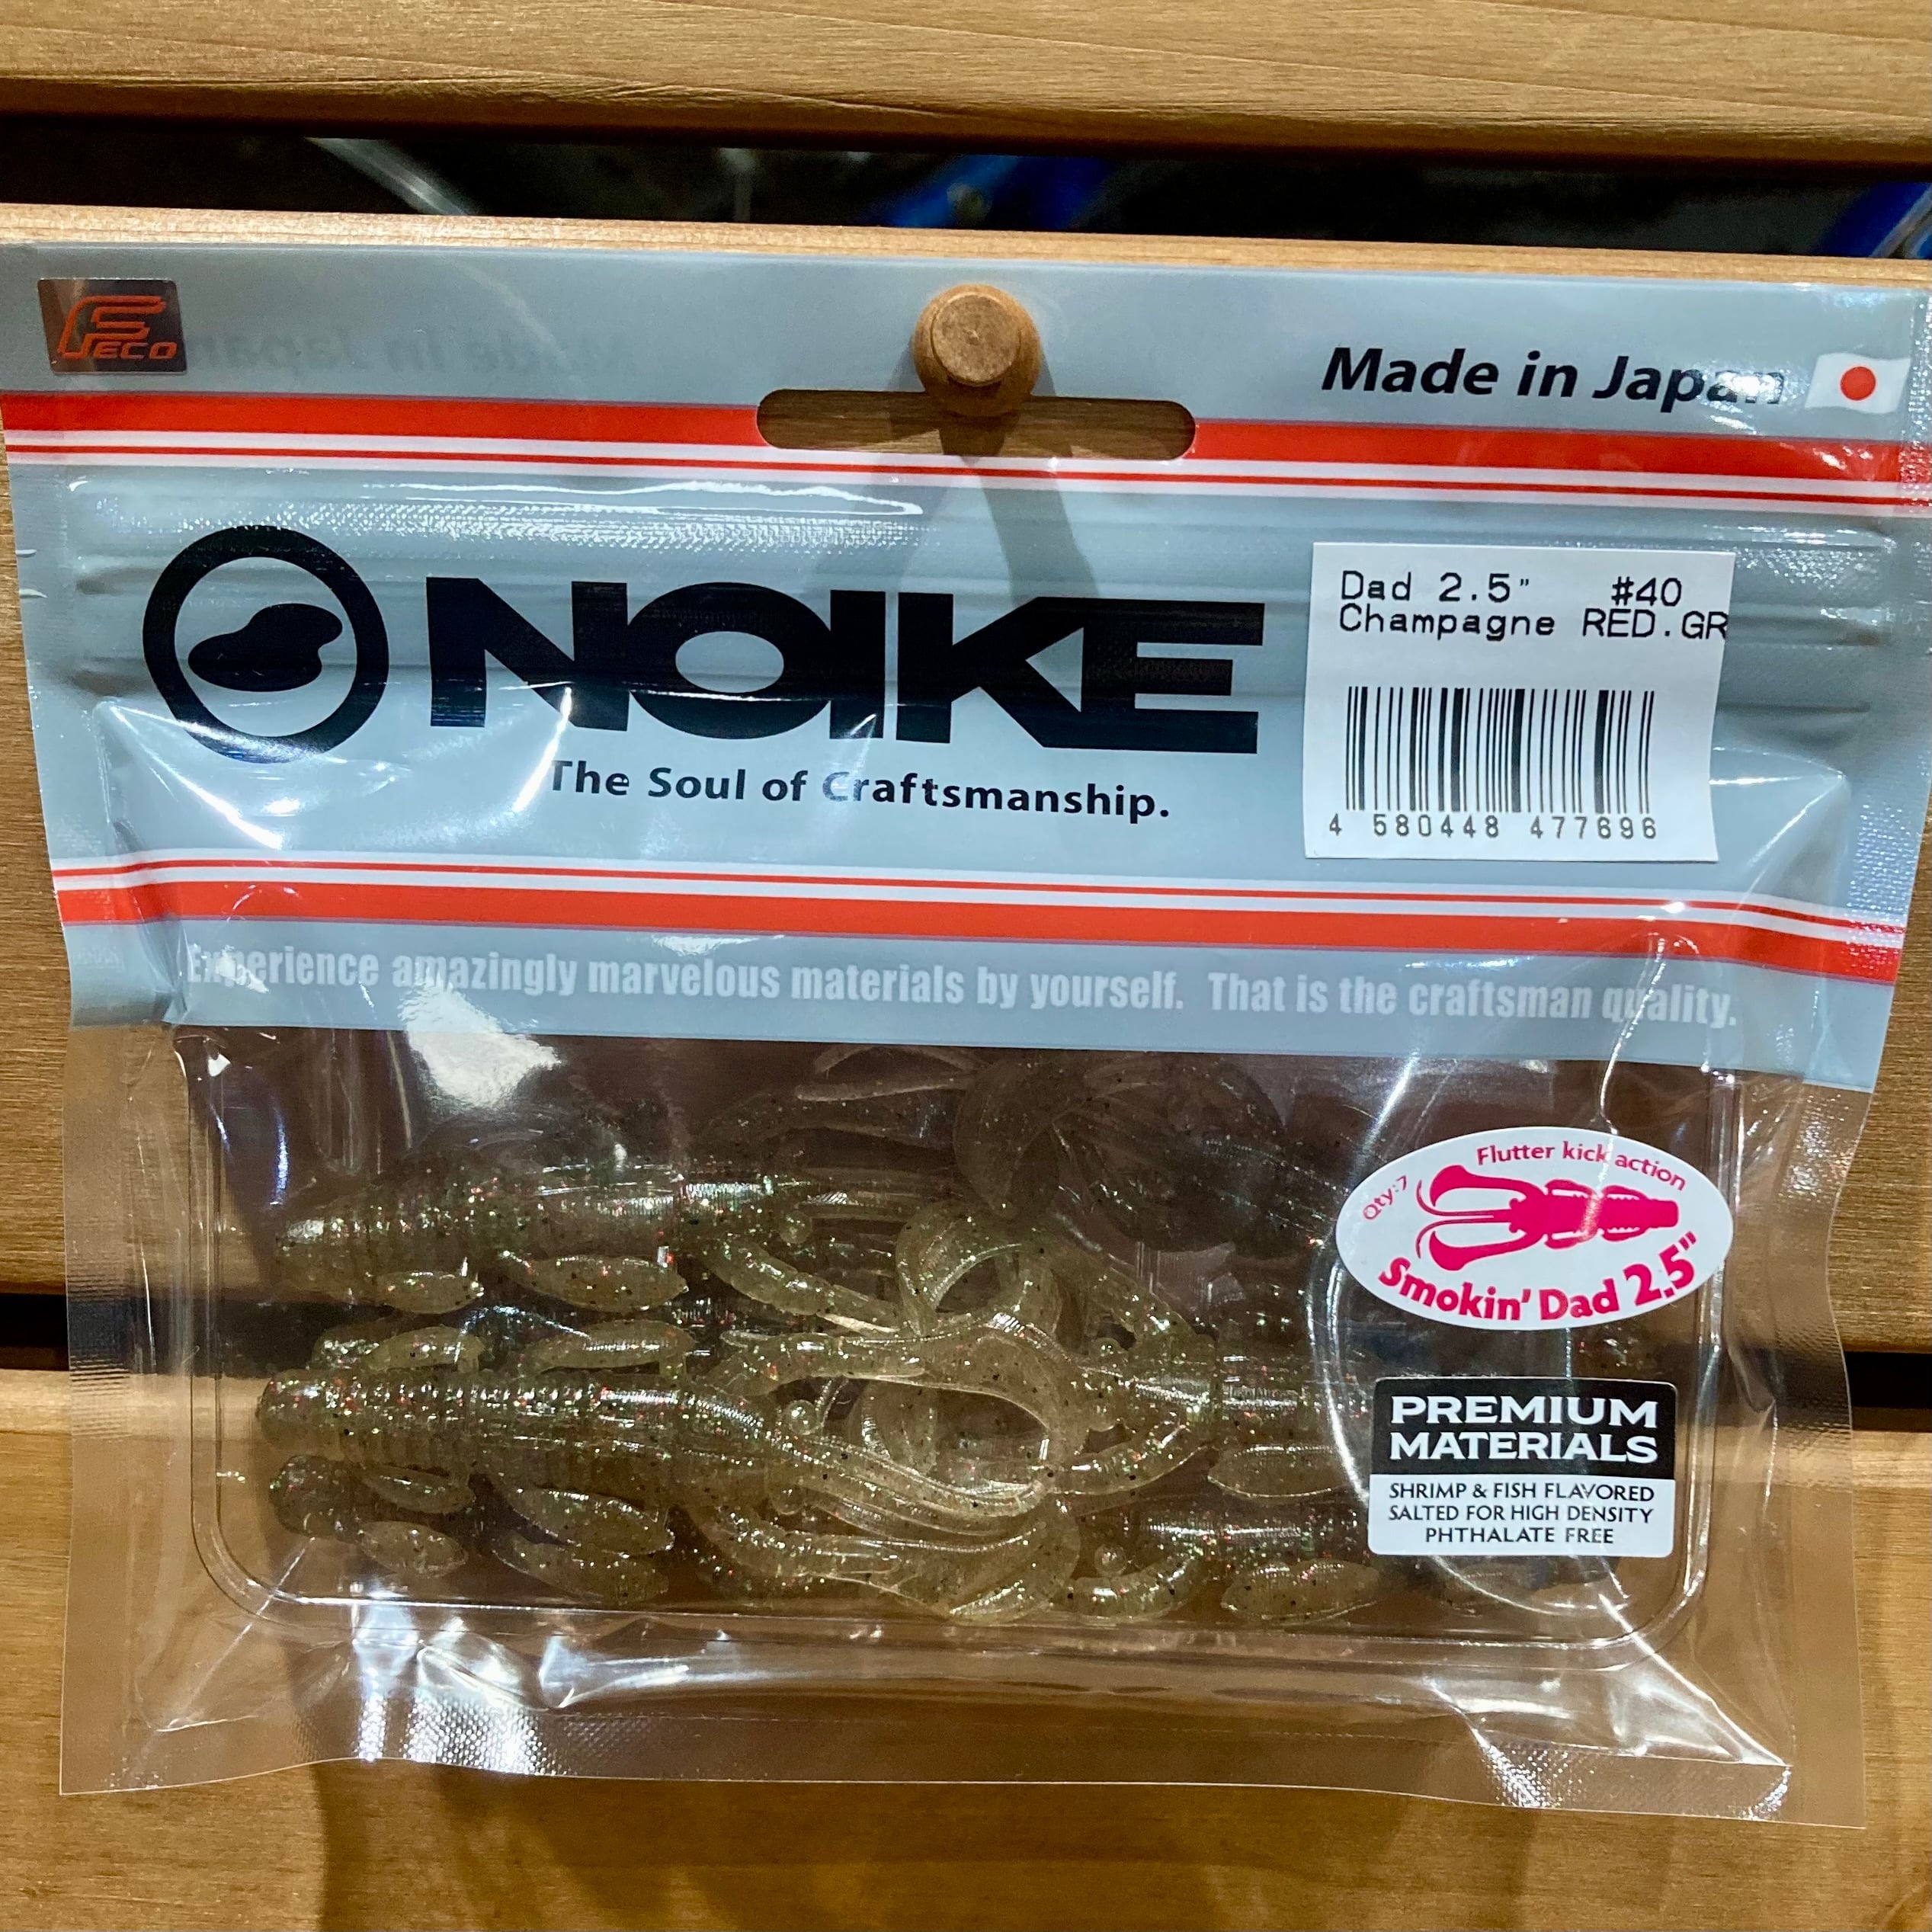 FECO
Made in Japan
NOIKE
The Soul of Craftsmanship.
Dad 2.5" #40
Champagne RED.GR
4 580448 477696
Experience amazingly marvelous materials by yourself. That is the craftsman quality.
Flutter kick action
Qty:7
Smokin' Dad 2.5"
PREMIUM
MATERIALS
SHRIMP & FISH FLAVORED
SALTED FOR HIGH DENSITY
PHTHALATE FREE